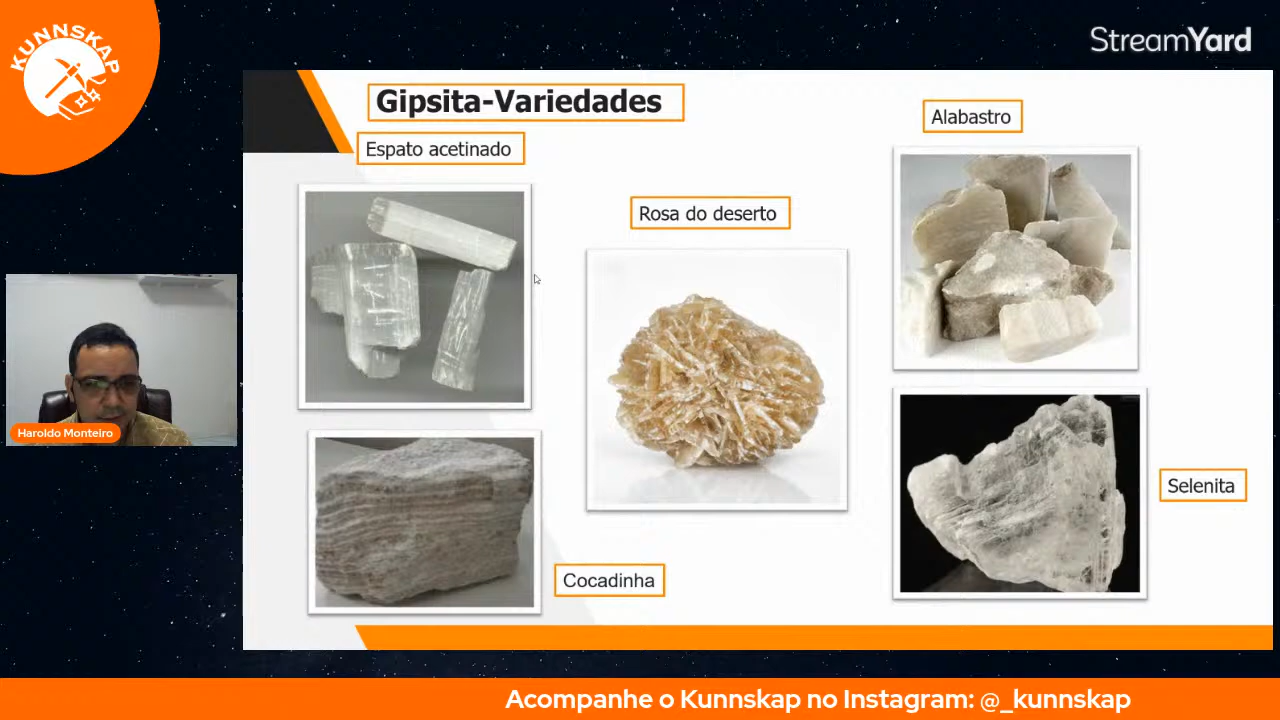 KUNNSKAP
StreamYard
Gipsita-Variedades
Espato acetinado
Alabastro
Rosa do deserto
Selenita
Cocadinha
Haroldo Monteiro
Acompanhe o Kunnskap no Instagram: @_kunnskap